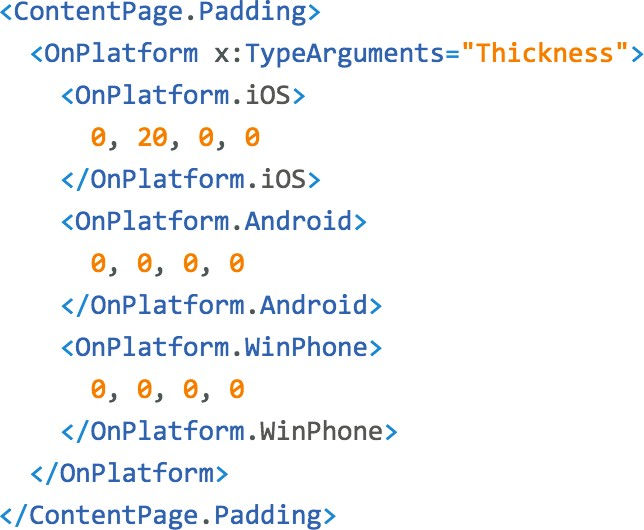 <ContentPage.Padding>
<OnPlatform x:TypeArguments="Thickness">
<OnPlatform.iOS>
0, 20, 0, 0
</OnPlatform.iOS>
<OnPlatform.Android>
0, 0, 0, 0
</OnPlatform.Android>
<OnPlatform.WinPhone>
0, 0, 0, 0
</OnPlatform.WinPhone>
</OnPlatform>
</ContentPage.Padding>